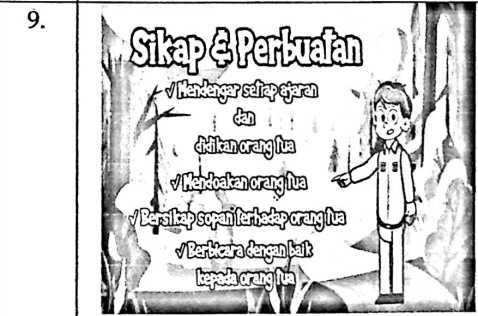 9.
Sikap & Perbuatan
√ Mendengar setiap ajaran
dan
didikan orang tua
√ Mendoakan orang tua
√ Bersikap sopan terhadap orang tua
√ Berbicara dengan baik
kepada orang tua